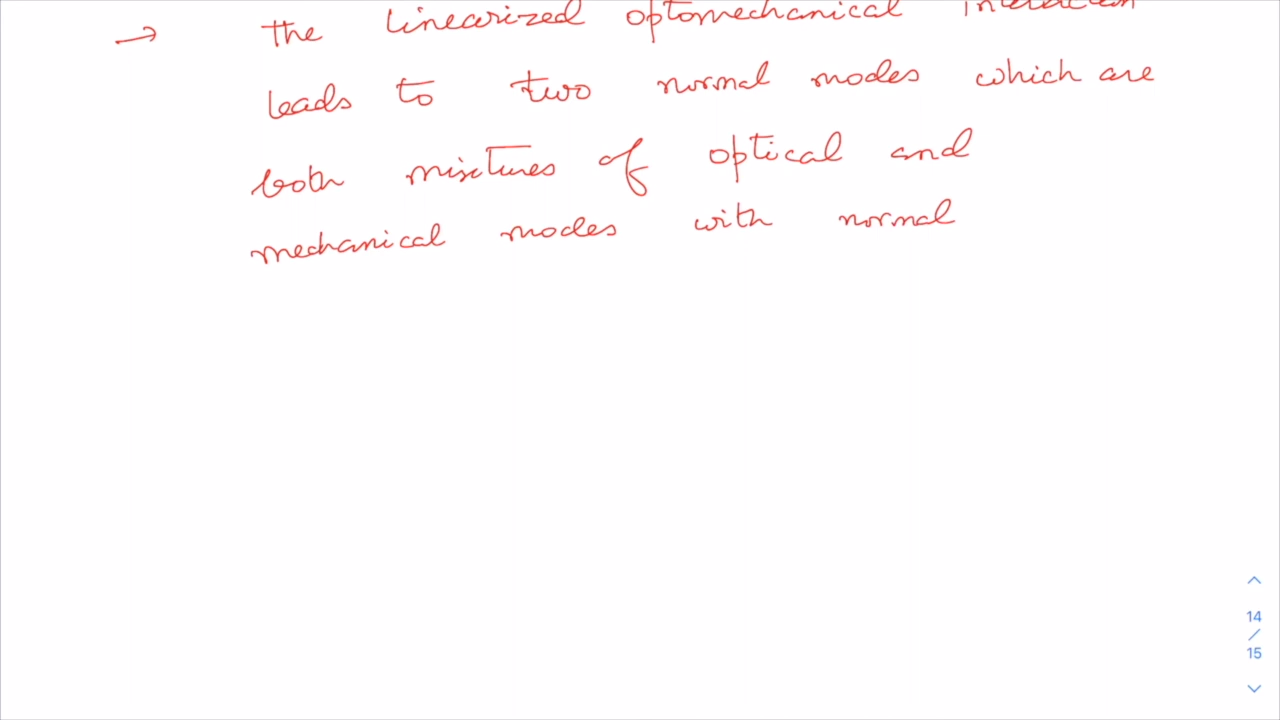 → the linearized optomechanical interaction
leads to two normal modes which are
both mixtures of optical and
mechanical modes with normal
14
/
15